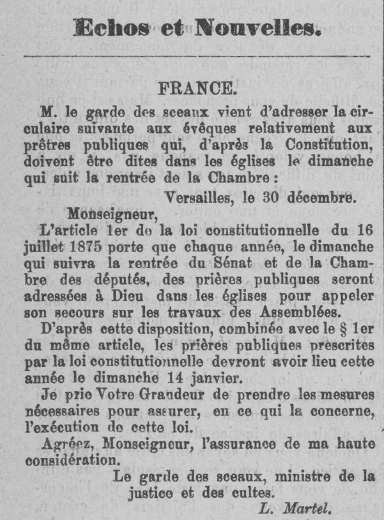 Echos et Nouvelles.
FRANCE.
M. le garde des sceaux vient d'adresser la cir-
culaire suivante aux évêques relativement aux
prêtres publiques qui, d'après la Constitution,
doivent être dites dans les églises le dimanche
qui suit la rentrée de la Chambre :
Versailles, le 30 décembre.
Monseigneur,
L'article 1er de la loi constitutionnelle du 16
juillet 1875 porte que chaque année, le dimanche
qui suivra la rentrée du Sénat et de la Cham-
bre des députés, des prières publiques seront
adressées à Dieu dans les églises pour appeler
son secours sur les travaux des Assemblées.
D'après cette disposition, combinée avec le § 1er
du même article, les prières publiques prescrites
par la loi constitutionnelle devront avoir lieu cette
année le dimanche 14 janvier.
Je prie Votre Grandeur de prendre les mesures
nécessaires pour assurer, en ce qui la concerne,
l'exécution de cette loi.
Agréez, Monseigneur, l'assurance de ma haute
considération.
Le garde des sceaux, ministre de la
justice et des cultes.
L. Martel.